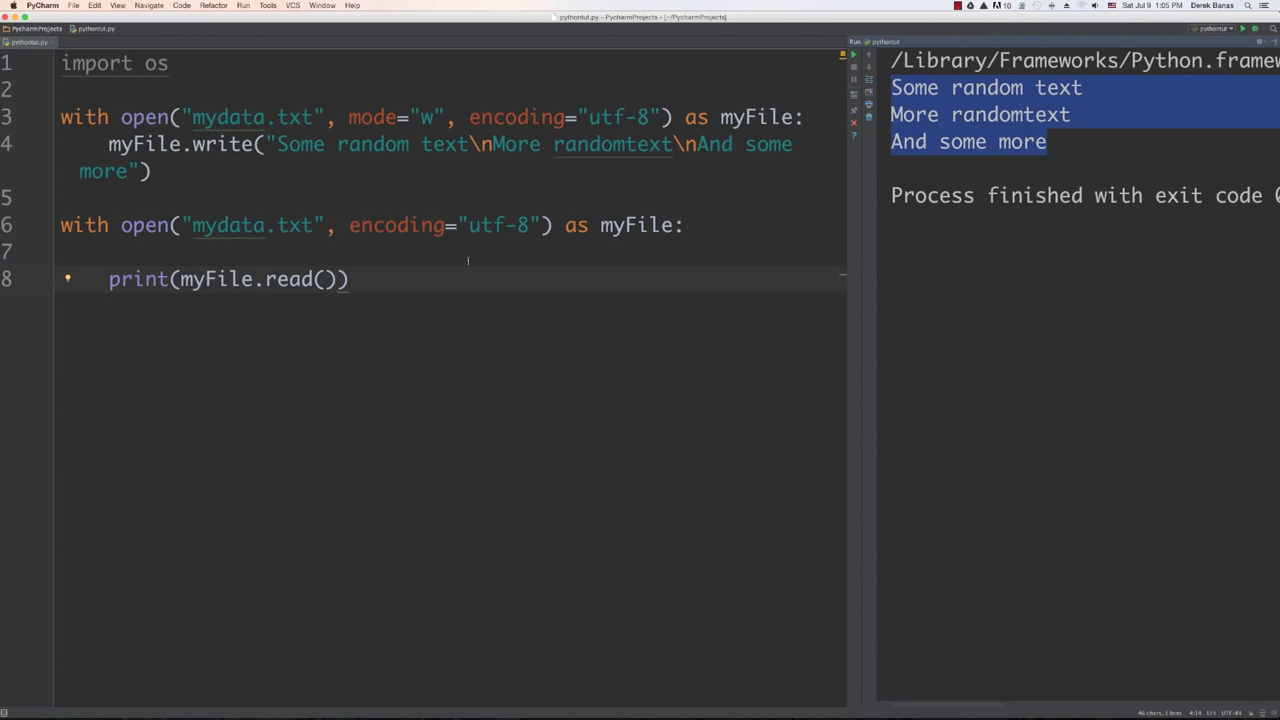 PyCharm File Edit View Navigate Code Refactor Run Tools VCS Window Help
10 Sat Jul 9 1:05 PM Derek Banas
pythontut.py - PycharmProjects - [~/PycharmProjects]
PycharmProjects pythontut.py
pythontut
pythontut.py
Run pythontut
1 import os
2
3 with open("mydata.txt", mode="w", encoding="utf-8") as myFile:
4 myFile.write("Some random text\nMore randomtext\nAnd some
more")
5
6 with open("mydata.txt", encoding="utf-8") as myFile:
7
8 print(myFile.read())
/Library/Frameworks/Python.framew
Some random text
More randomtext
And some more
Process finished with exit code 0
46 chars, 3 lines 4:14 LF UTF-8